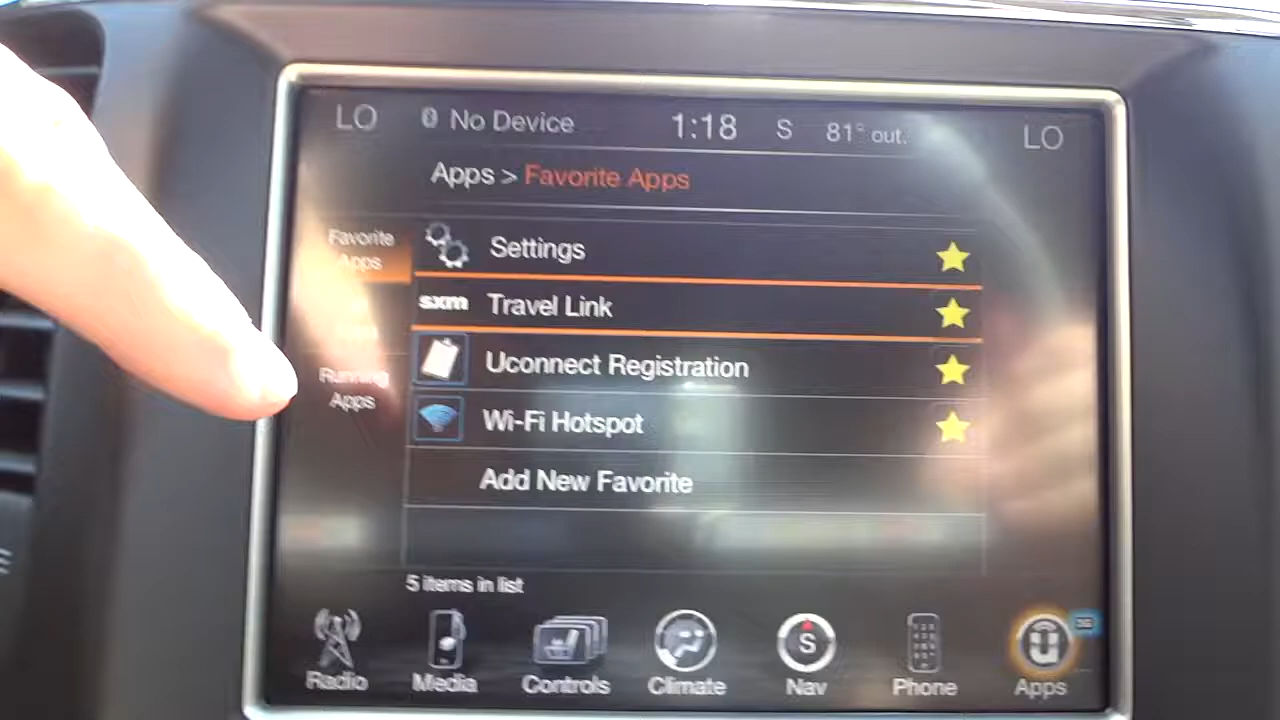 LO
No Device
1:18
S
81° out.
LO
Apps > Favorite Apps
Favorite
Apps
Settings
sxm
Travel Link
Uconnect Registration
Running
Apps
Wi-Fi Hotspot
Add New Favorite
5 items in list
S
3G
Radio
Media
Controls
Climate
Nav
Phone
Apps